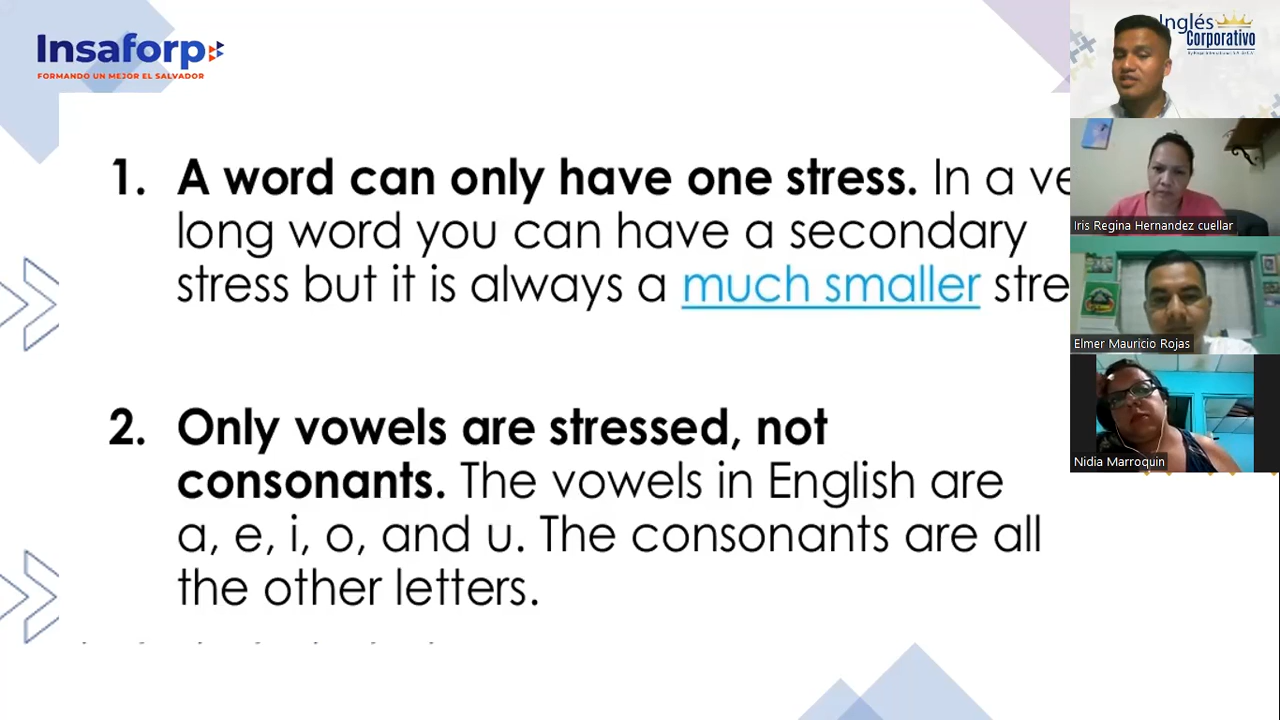 Insaforp
FORMANDO UN MEJOR EL SALVADOR
1. A word can only have one stress. In a ve
long word you can have a secondary
stress but it is always a much smaller stre
2. Only vowels are stressed, not
consonants. The vowels in English are
a, e, i, o, and u. The consonants are all
the other letters.
Inglés
Corporativo
Iris Regina Hernandez cuellar
Elmer Mauricio Rojas
Nidia Marroquin